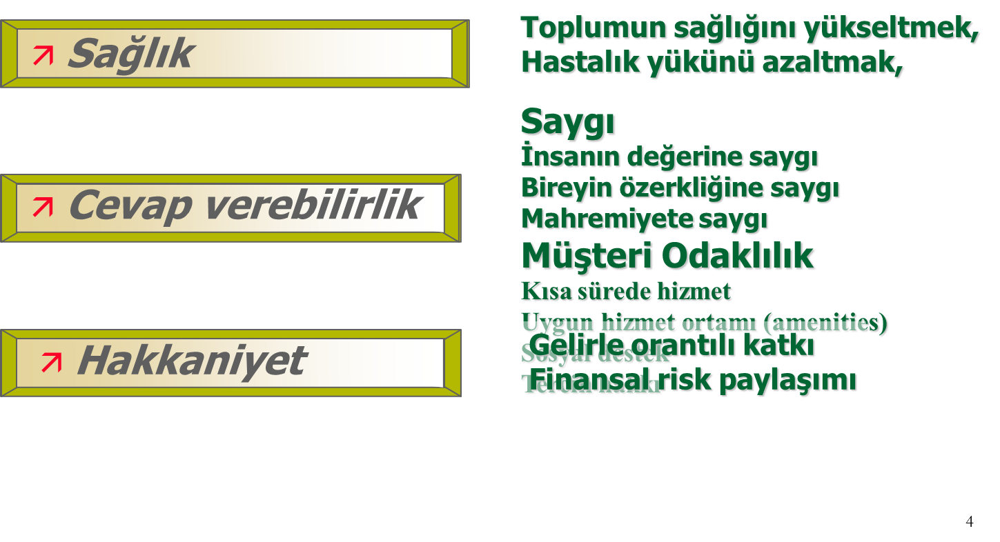 Sağlık
Toplumun sağlığını yükseltmek,
Hastalık yükünü azaltmak,
Cevap verebilirlik
Saygı
İnsanın değerine saygı
Bireyin özerkliğine saygı
Mahremiyete saygı
Müşteri Odaklılık
Kısa sürede hizmet
Uygun hizmet ortamı (amenities)
Sosyal destek
Tercih hakkı
Hakkaniyet
Gelirle orantılı katkı
Finansal risk paylaşımı
4